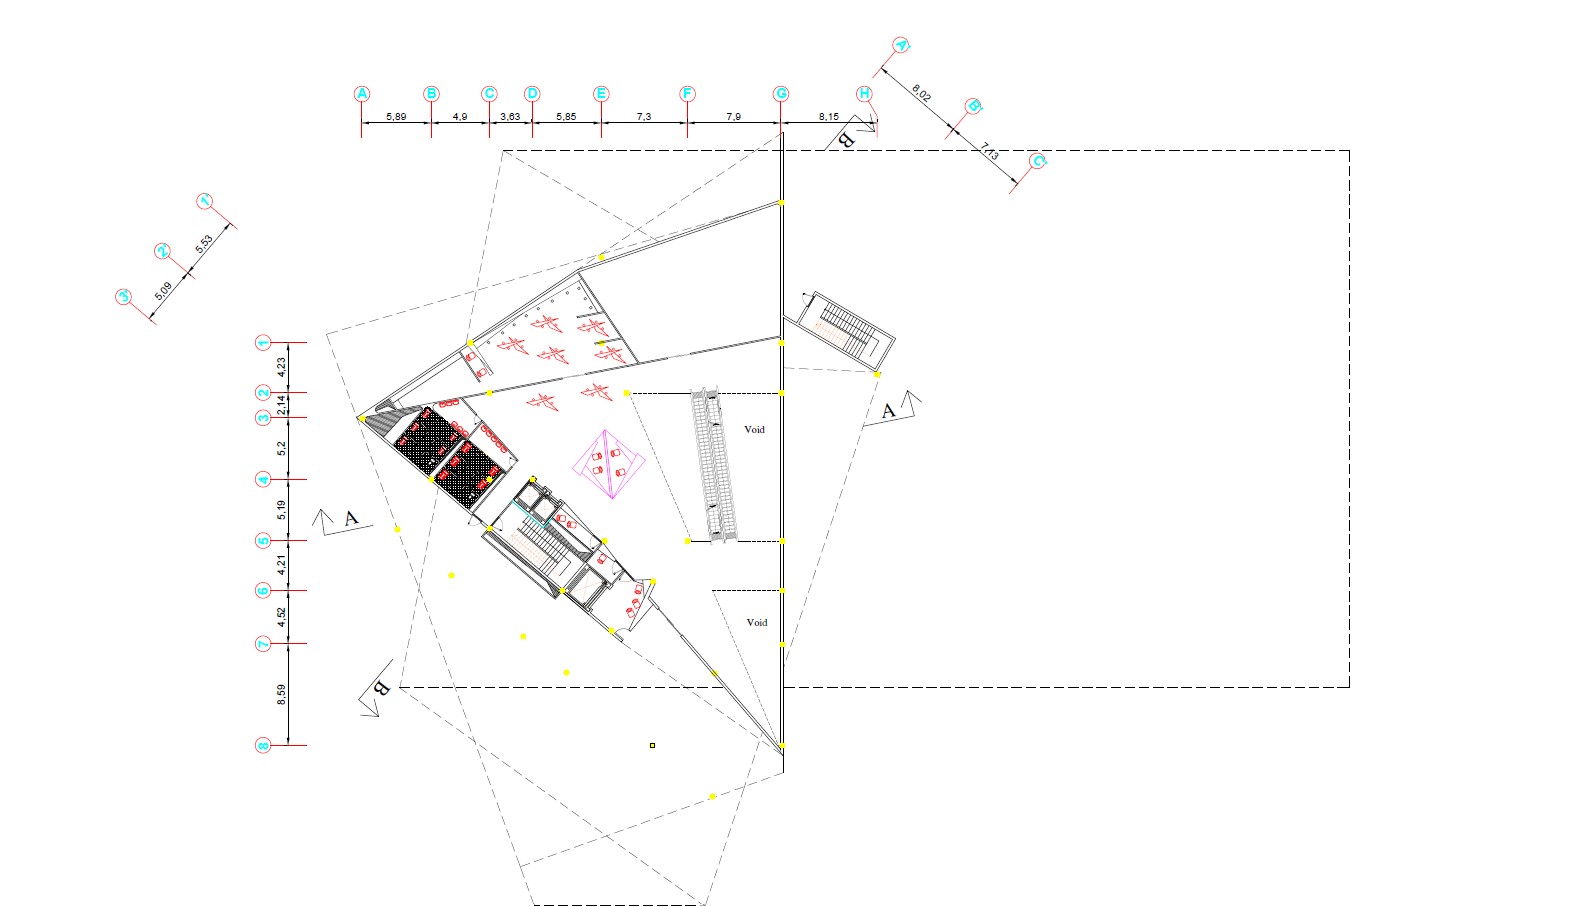 A'
A B C D E F G H
B'
5,89 4,9 3,63 5,85 7,3 7,9 8,15
8,02
B
7,13
C'
1'
5,53
2'
5,09
3'
1
4,23
2
2,14
3
A
5,2
Void
4
5,19
A
5
4,21
6
4,52
Void
7
B
8,59
8